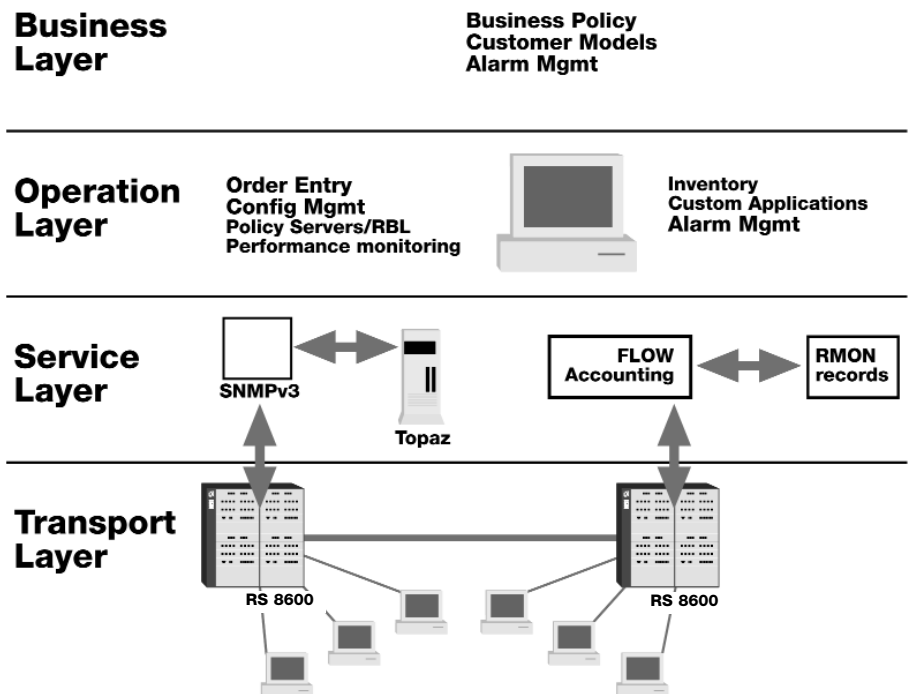 Business
Layer
Business Policy
Customer Models
Alarm Mgmt
Operation
Layer
Order Entry
Config Mgmt
Policy Servers/RBL
Performance monitoring
Inventory
Custom Applications
Alarm Mgmt
Service
Layer
SNMPv3
Topaz
FLOW
Accounting
RMON
records
Transport
Layer
RS 8600
RS 8600